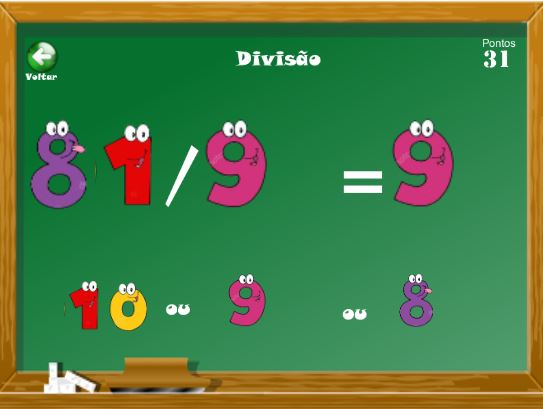 Divisão
Pontos
31
Voltar
81/9 =9
10 ou 9 ou 8